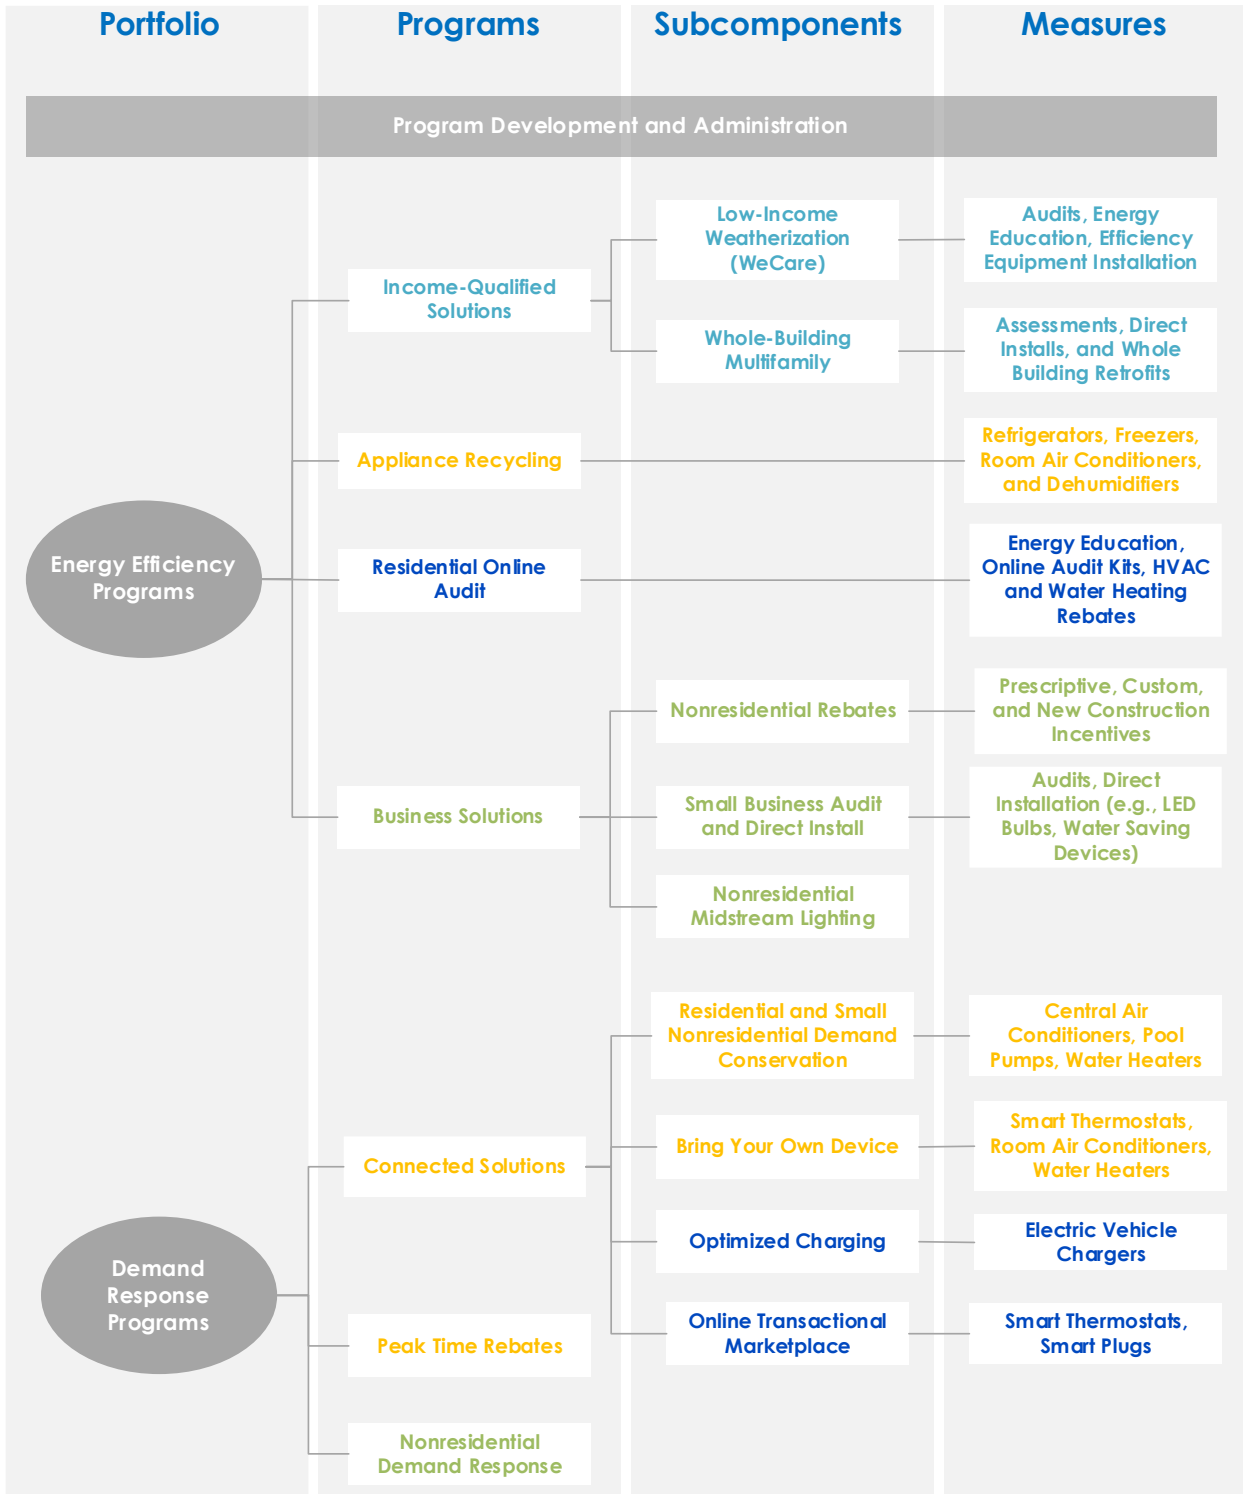 Portfolio
Programs
Subcomponents
Measures
Program Development and Administration
Low-Income
Weatherization
(WeCare)
Audits, Energy
Education, Efficiency
Equipment Installation
Income-Qualified
Solutions
Whole-Building
Multifamily
Assessments, Direct
Installs, and Whole
Building Retrofits
Appliance Recycling
Refrigerators, Freezers,
Room Air Conditioners,
and Dehumidifiers
Energy Efficiency
Programs
Residential Online
Audit
Energy Education,
Online Audit Kits, HVAC
and Water Heating
Rebates
Nonresidential Rebates
Prescriptive, Custom,
and New Construction
Incentives
Business Solutions
Small Business Audit
and Direct Install
Audits, Direct
Installation (e.g., LED
Bulbs, Water Saving
Devices)
Nonresidential
Midstream Lighting
Residential and Small
Nonresidential Demand
Conservation
Central Air
Conditioners, Pool
Pumps, Water Heaters
Connected Solutions
Bring Your Own Device
Smart Thermostats,
Room Air Conditioners,
Water Heaters
Optimized Charging
Electric Vehicle
Chargers
Demand
Response
Programs
Online Transactional
Marketplace
Smart Thermostats,
Smart Plugs
Peak Time Rebates
Nonresidential
Demand Response